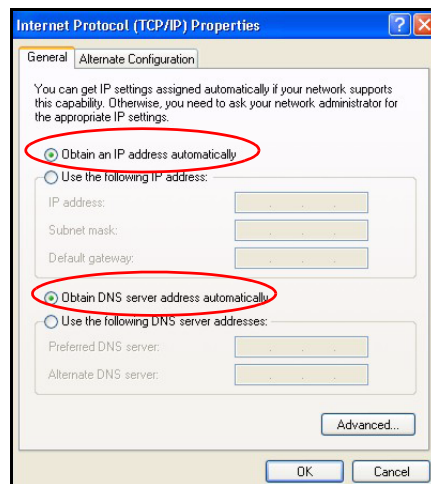 Internet Protocol (TCP/IP) Properties
General
Alternate Configuration
You can get IP settings assigned automatically if your network supports
this capability. Otherwise, you need to ask your network administrator for
the appropriate IP settings.
Obtain an IP address automatically
Use the following IP address:
IP address:
Subnet mask:
Default gateway:
Obtain DNS server address automatically
Use the following DNS server addresses:
Preferred DNS server:
Alternate DNS server:
Advanced...
OK
Cancel